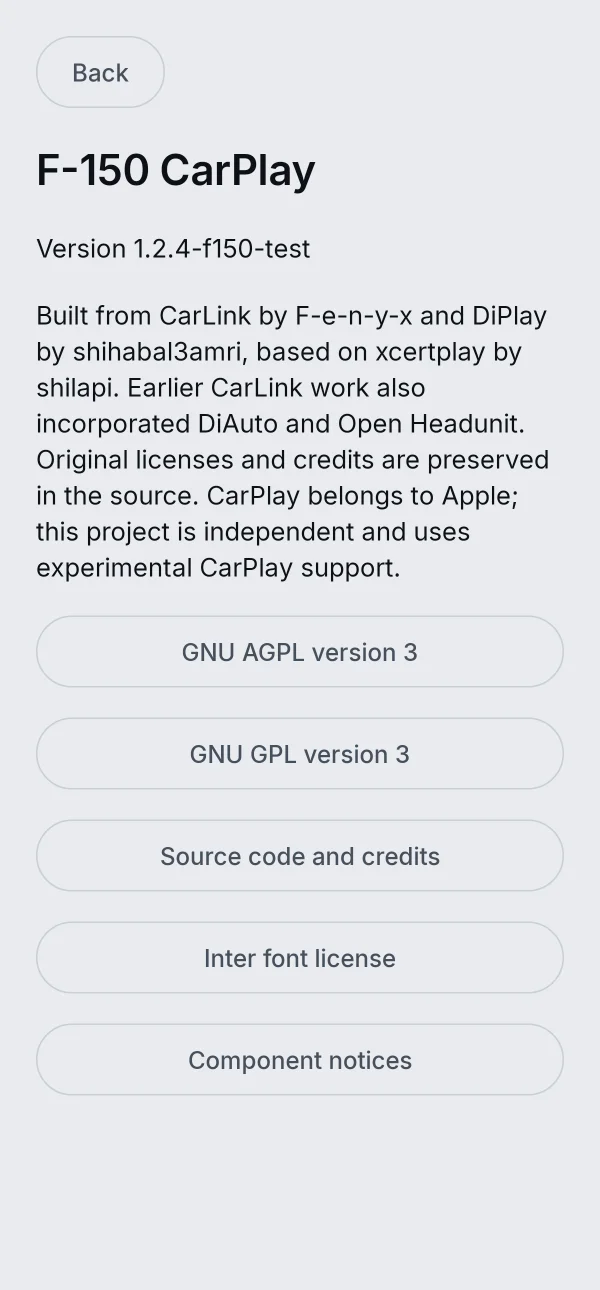 Back
F-150 CarPlay
Version 1.2.4-f150-test
Built from CarLink by F-e-n-y-x and DiPlay
by shihabal3amri, based on xcertplay by
shilapi. Earlier CarLink work also
incorporated DiAuto and Open Headunit.
Original licenses and credits are preserved
in the source. CarPlay belongs to Apple;
this project is independent and uses
experimental CarPlay support.
GNU AGPL version 3
GNU GPL version 3
Source code and credits
Inter font license
Component notices